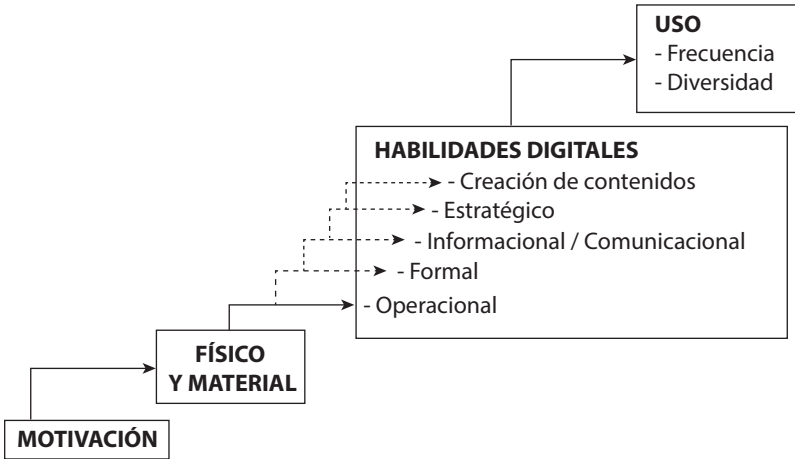 USO
- Frecuencia
- Diversidad
HABILIDADES DIGITALES
- Creación de contenidos
- Estratégico
- Informacional / Comunicacional
- Formal
- Operacional
FÍSICO
Y MATERIAL
MOTIVACIÓN